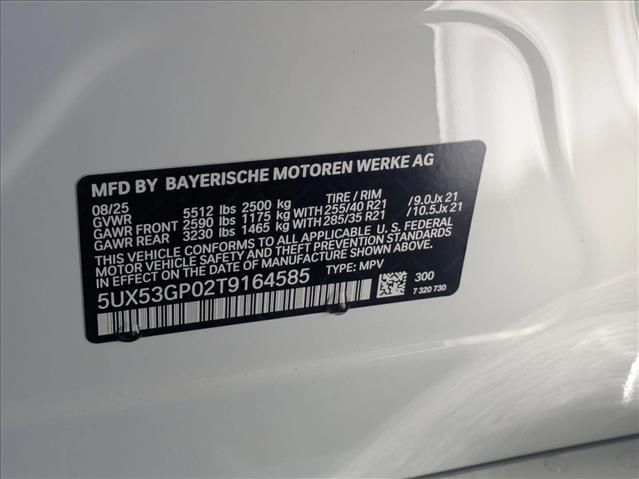 MFD BY BAYERISCHE MOTOREN WERKE AG
08/25
GVWR 5512 lbs 2500 kg TIRE / RIM
GAWR FRONT 2590 lbs 1175 kg WITH 255/40 R21 /9.0Jx 21
GAWR REAR 3230 lbs 1465 kg WITH 285/35 R21 /10.5Jx 21
THIS VEHICLE CONFORMS TO ALL APPLICABLE U. S. FEDERAL
MOTOR VEHICLE SAFETY AND THEFT PREVENTION STANDARDS
IN EFFECT ON THE DATE OF MANUFACTURE SHOWN ABOVE.
5UX53GP02T9164585 TYPE: MPV
300
7 320 730